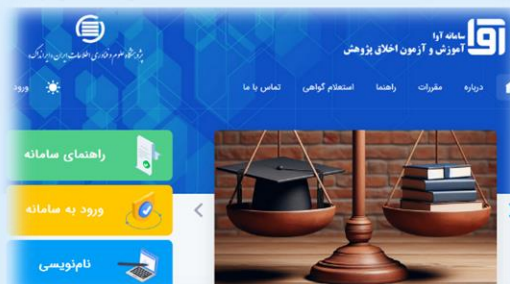 آوا
سامانه آوا
آموزش و آزمون اخلاق پژوهش
پژوهشگاه علوم و فناوری اطلاعات ایران (ایرانداک)
درباره
مقررات
راهنما
استعلام گواهی
تماس با ما
ورود
راهنمای سامانه
ورود به سامانه
نام‌نویسی